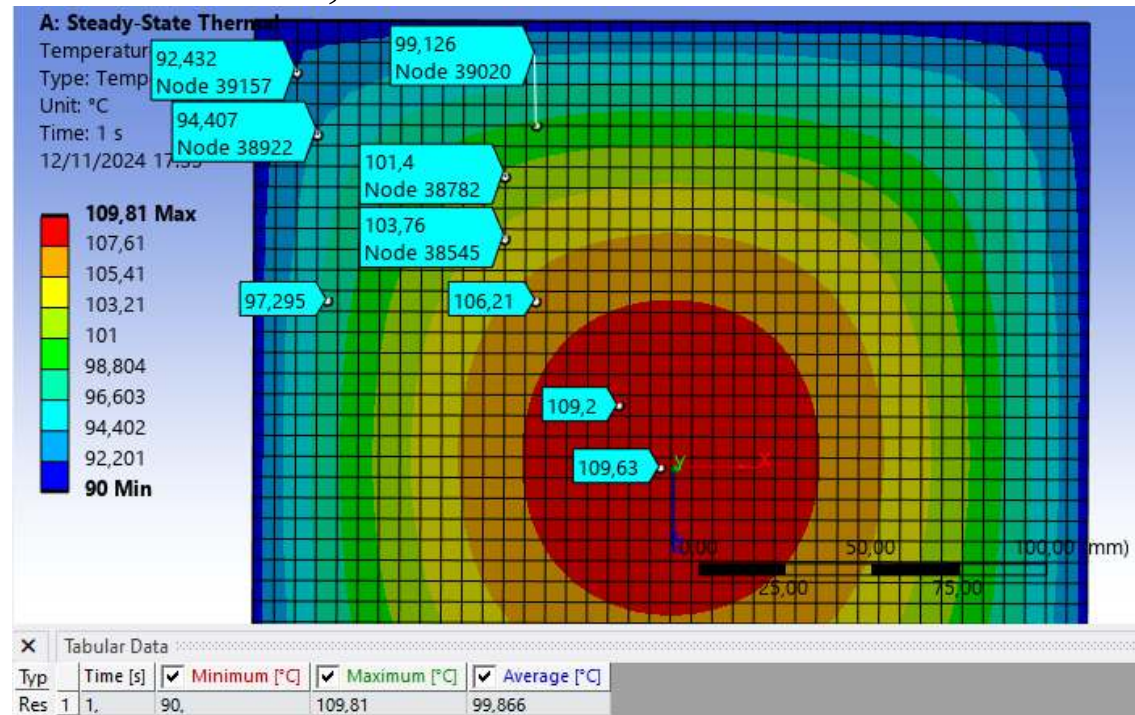 A: Steady-State Thermal
Temperatur
Type: Temp
Unit: °C
Time: 1 s
12/11/2024
92,432
Node 39157
99,126
Node 39020
94,407
Node 38922
101,4
Node 38782
103,76
Node 38545
97,295
106,21
109,2
109,63
Y
X
109,81 Max
107,61
105,41
103,21
101
98,804
96,603
94,402
92,201
90 Min
0,00
50,00
100,00 (mm)
25,00
75,00
Tabular Data
Typ Time [s] Minimum [°C] Maximum [°C] Average [°C]
Res 1 1, 90, 109,81 99,866